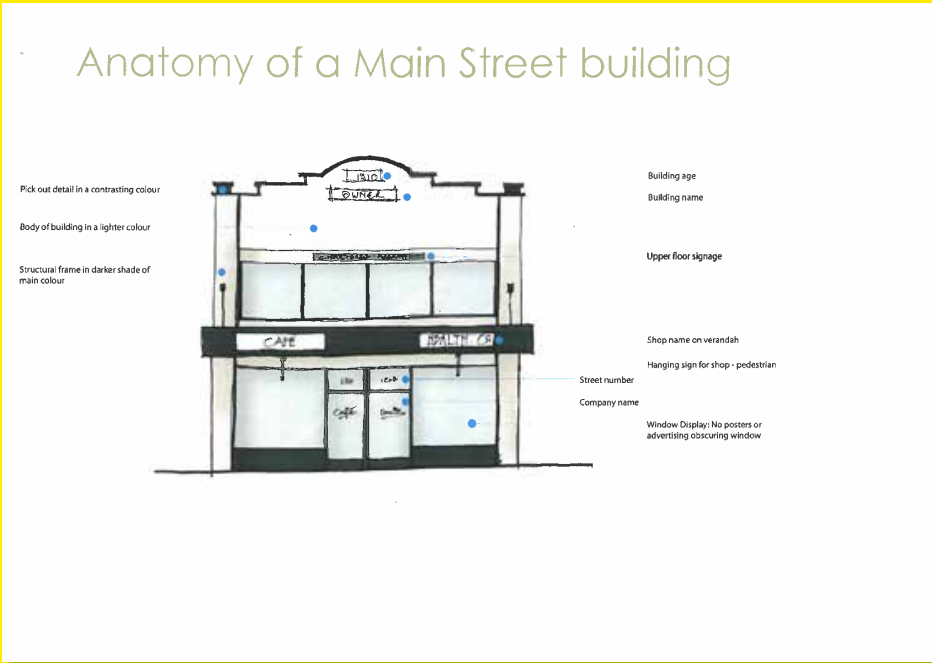 Anatomy of a Main Street building
Pick out detail in a contrasting colour
Body of building in a lighter colour
Structural frame in darker shade of
main colour
1910
OWNER
CAFE
HEALTH
Café
Building age
Building name
Upper floor signage
Shop name on verandah
Hanging sign for shop - pedestrian
Street number
Company name
Window Display: No posters or
advertising obscuring window